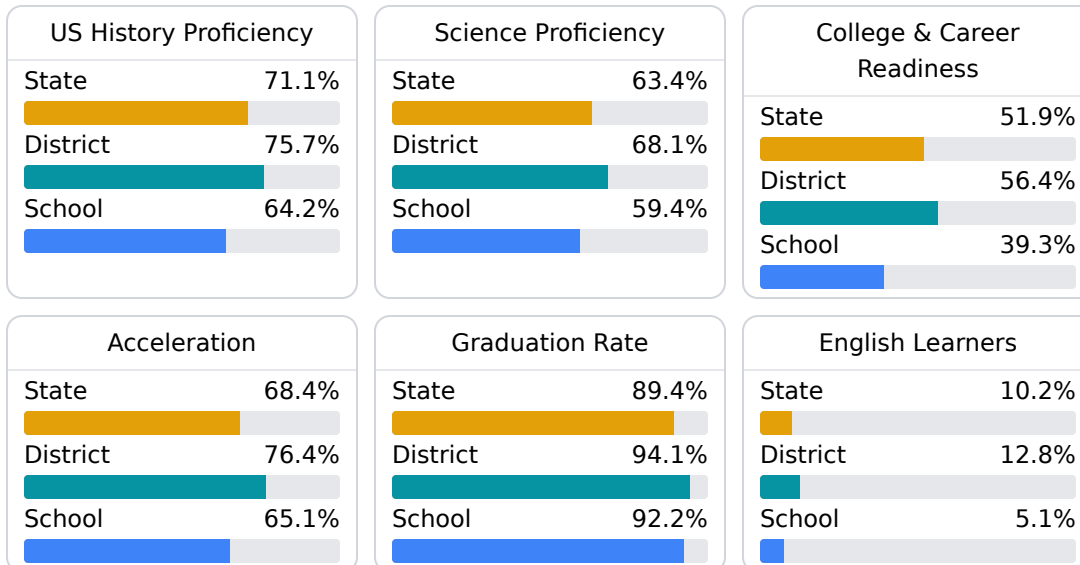 US History Proficiency
State 71.1%
District 75.7%
School 64.2%
Science Proficiency
State 63.4%
District 68.1%
School 59.4%
College & Career
Readiness
State 51.9%
District 56.4%
School 39.3%
Acceleration
State 68.4%
District 76.4%
School 65.1%
Graduation Rate
State 89.4%
District 94.1%
School 92.2%
English Learners
State 10.2%
District 12.8%
School 5.1%